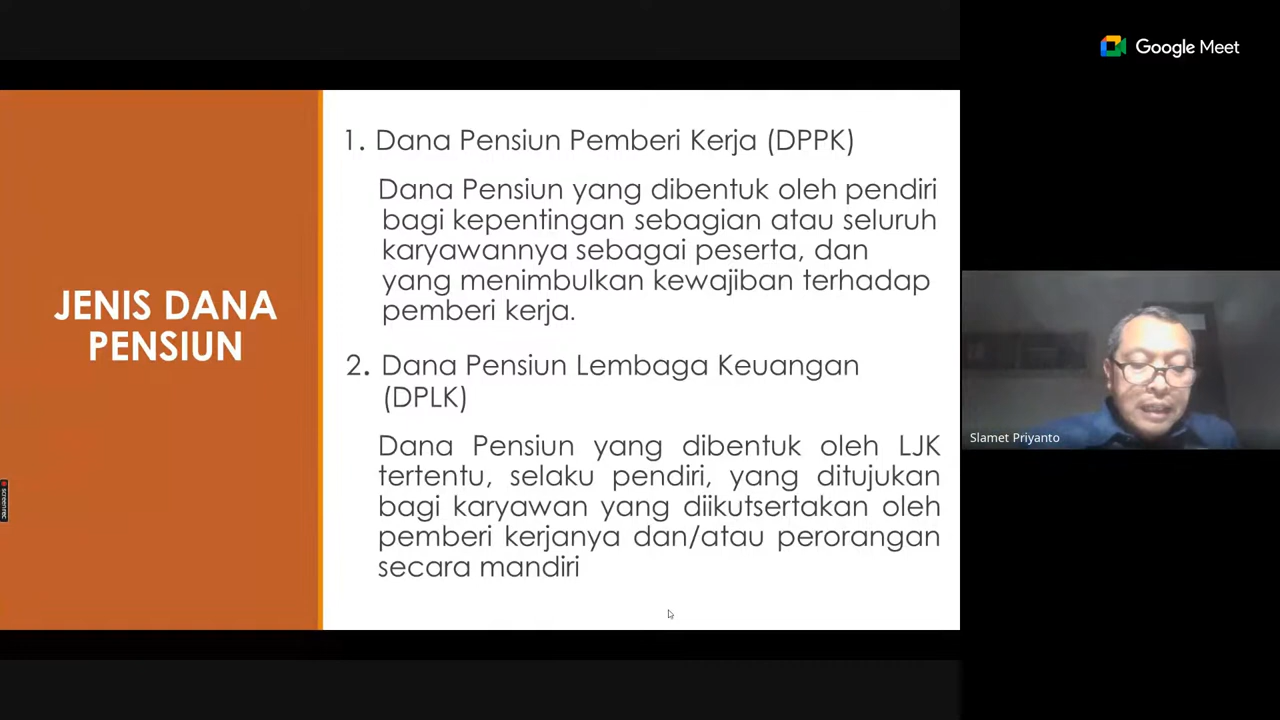 Google Meet
1. Dana Pensiun Pemberi Kerja (DPPK)
Dana Pensiun yang dibentuk oleh pendiri
bagi kepentingan sebagian atau seluruh
karyawannya sebagai peserta, dan
yang menimbulkan kewajiban terhadap
pemberi kerja.
JENIS DANA
PENSIUN
2. Dana Pensiun Lembaga Keuangan
(DPLK)
Dana Pensiun yang dibentuk oleh LJK
tertentu, selaku pendiri, yang ditujukan
bagi karyawan yang diikutsertakan oleh
pemberi kerjanya dan/atau perorangan
secara mandiri
Slamet Priyanto
screenrec